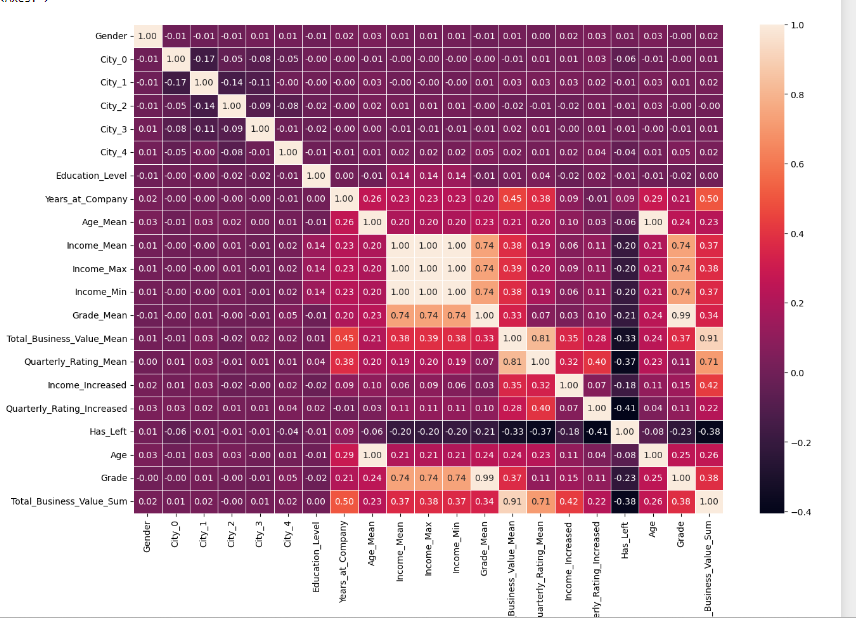 Gender 1.00 -0.01 -0.01 -0.01 0.01 0.01 -0.01 0.02 0.03 0.01 0.01 0.01 -0.01 0.01 0.00 0.02 0.03 0.01 0.03 -0.00 0.02
City_0 -0.01 1.00 -0.17 -0.05 -0.08 -0.05 -0.00 -0.00 -0.01 -0.00 -0.00 -0.00 -0.00 -0.01 0.01 0.01 0.03 -0.06 -0.01 -0.00 0.01
City_1 -0.01 -0.17 1.00 -0.14 -0.11 -0.00 -0.00 -0.00 0.03 -0.00 -0.00 -0.00 0.01 0.03 0.03 0.03 0.02 -0.01 0.03 0.01 0.02
City_2 -0.01 -0.05 -0.14 1.00 -0.09 -0.08 -0.02 -0.01 0.02 0.01 0.01 0.01 -0.00 -0.02 -0.01 -0.02 0.01 -0.01 0.03 -0.00 -0.00
City_3 0.01 -0.08 -0.11 -0.09 1.00 -0.01 -0.02 -0.00 0.00 -0.01 -0.01 -0.01 -0.01 0.02 0.01 -0.00 0.01 -0.01 -0.00 -0.01 0.01
City_4 0.01 -0.05 -0.00 -0.08 -0.01 1.00 -0.01 -0.01 0.01 0.02 0.02 0.02 0.05 0.02 0.01 0.02 0.04 -0.04 0.01 0.05 0.02
Education_Level -0.01 -0.00 -0.00 -0.02 -0.02 -0.01 1.00 0.00 -0.01 0.14 0.14 0.14 -0.01 0.01 0.04 -0.02 0.02 -0.01 -0.01 -0.02 0.00
Years_at_Company 0.02 -0.00 -0.00 -0.01 -0.00 -0.01 0.00 1.00 0.26 0.23 0.23 0.23 0.20 0.45 0.38 0.09 -0.01 0.09 0.29 0.21 0.50
Age_Mean 0.03 -0.01 0.03 0.02 0.00 0.01 -0.01 0.26 1.00 0.20 0.20 0.20 0.23 0.21 0.20 0.10 0.03 -0.06 1.00 0.24 0.23
Income_Mean 0.01 -0.00 -0.00 0.01 -0.01 0.02 0.14 0.23 0.20 1.00 1.00 1.00 0.74 0.38 0.19 0.06 0.11 -0.20 0.21 0.74 0.37
Income_Max 0.01 -0.00 -0.00 0.01 -0.01 0.02 0.14 0.23 0.20 1.00 1.00 1.00 0.74 0.39 0.20 0.09 0.11 -0.20 0.21 0.74 0.38
Income_Min 0.01 -0.00 -0.00 0.01 -0.01 0.02 0.14 0.23 0.20 1.00 1.00 1.00 0.74 0.38 0.19 0.06 0.11 -0.20 0.21 0.74 0.37
Grade_Mean -0.01 -0.00 0.01 -0.00 -0.01 0.05 -0.01 0.20 0.23 0.74 0.74 0.74 1.00 0.33 0.07 0.03 0.10 -0.21 0.24 0.99 0.34
Total_Business_Value_Mean 0.01 -0.01 0.03 -0.02 0.02 0.02 0.01 0.45 0.21 0.38 0.39 0.38 0.33 1.00 0.81 0.35 0.28 -0.33 0.24 0.37 0.91
Quarterly_Rating_Mean 0.00 0.01 0.03 -0.01 0.01 0.01 0.04 0.38 0.20 0.19 0.20 0.19 0.07 0.81 1.00 0.32 0.40 -0.37 0.23 0.11 0.71
Income_Increased 0.02 0.01 0.03 -0.02 -0.00 0.02 -0.02 0.09 0.10 0.06 0.09 0.06 0.03 0.35 0.32 1.00 0.07 -0.18 0.11 0.15 0.42
Quarterly_Rating_Increased 0.03 0.03 0.02 0.01 0.01 0.04 0.02 -0.01 0.03 0.11 0.11 0.11 0.10 0.28 0.40 0.07 1.00 -0.41 0.04 0.11 0.22
Has_Left 0.01 -0.06 -0.01 -0.01 -0.01 -0.04 -0.01 0.09 -0.06 -0.20 -0.20 -0.20 -0.21 -0.33 -0.37 -0.18 -0.41 1.00 -0.08 -0.23 -0.38
Age 0.03 -0.01 0.03 0.03 -0.00 0.01 -0.01 0.29 1.00 0.21 0.21 0.21 0.24 0.24 0.23 0.11 0.04 -0.08 1.00 0.25 0.26
Grade -0.00 -0.00 0.01 -0.00 -0.01 0.05 -0.02 0.21 0.24 0.74 0.74 0.74 0.99 0.37 0.11 0.15 0.11 -0.23 0.25 1.00 0.38
Total_Business_Value_Sum 0.02 0.01 0.02 -0.00 0.01 0.02 0.00 0.50 0.23 0.37 0.38 0.37 0.34 0.91 0.71 0.42 0.22 -0.38 0.26 0.38 1.00
Gender
City_0
City_1
City_2
City_3
City_4
Education_Level
Years_at_Company
Age_Mean
Income_Mean
Income_Max
Income_Min
Grade_Mean
Business_Value_Mean
uarterly_Rating_Mean
Income_Increased
erly_Rating_Increased
Has_Left
Age
Grade
_Business_Value_Sum
1.0
0.8
0.6
0.4
0.2
0.0
−0.2
−0.4